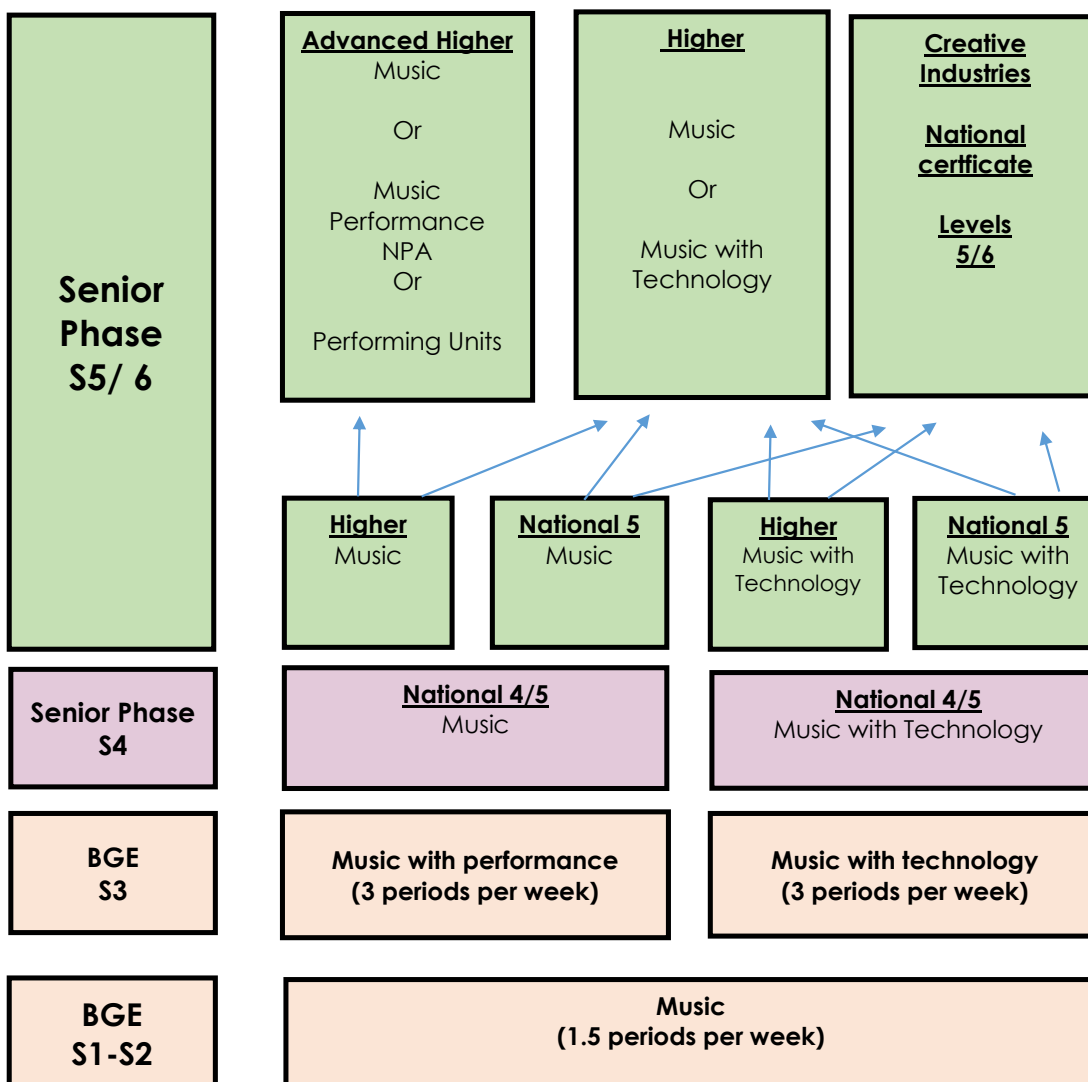 Senior
Phase
S5/ 6
Advanced Higher
Music
Or
Music
Performance
NPA
Or
Performing Units
Higher
Music
Or
Music with
Technology
Creative
Industries
National
certficate
Levels
5/6
Higher
Music
National 5
Music
Higher
Music with
Technology
National 5
Music with
Technology
Senior Phase
S4
National 4/5
Music
National 4/5
Music with Technology
BGE
S3
Music with performance
(3 periods per week)
Music with technology
(3 periods per week)
BGE
S1-S2
Music
(1.5 periods per week)